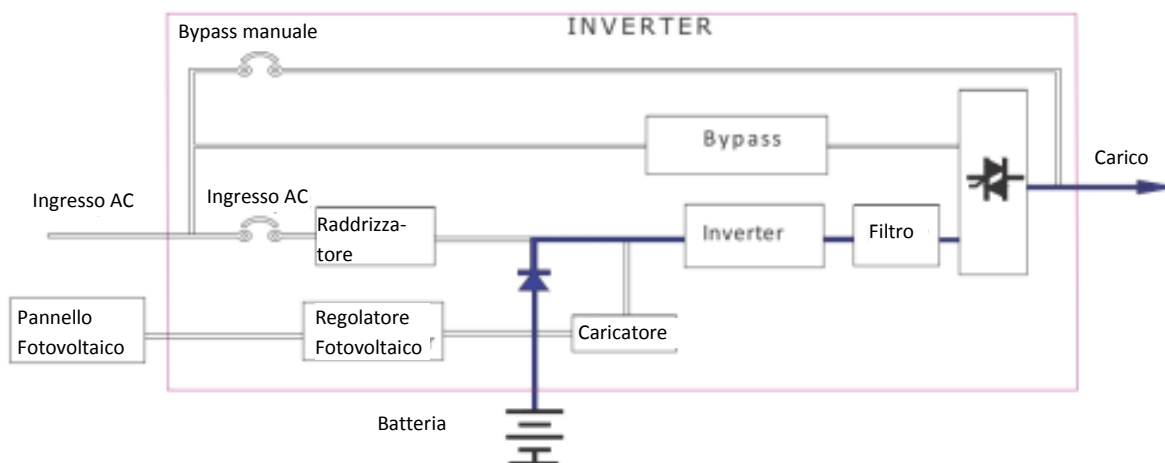 INVERTER
Bypass manuale
Bypass
Carico
Ingresso AC
Ingresso AC
Raddrizza-
tore
Inverter
Filtro
Pannello
Fotovoltaico
Regolatore
Fotovoltaico
Caricatore
Batteria